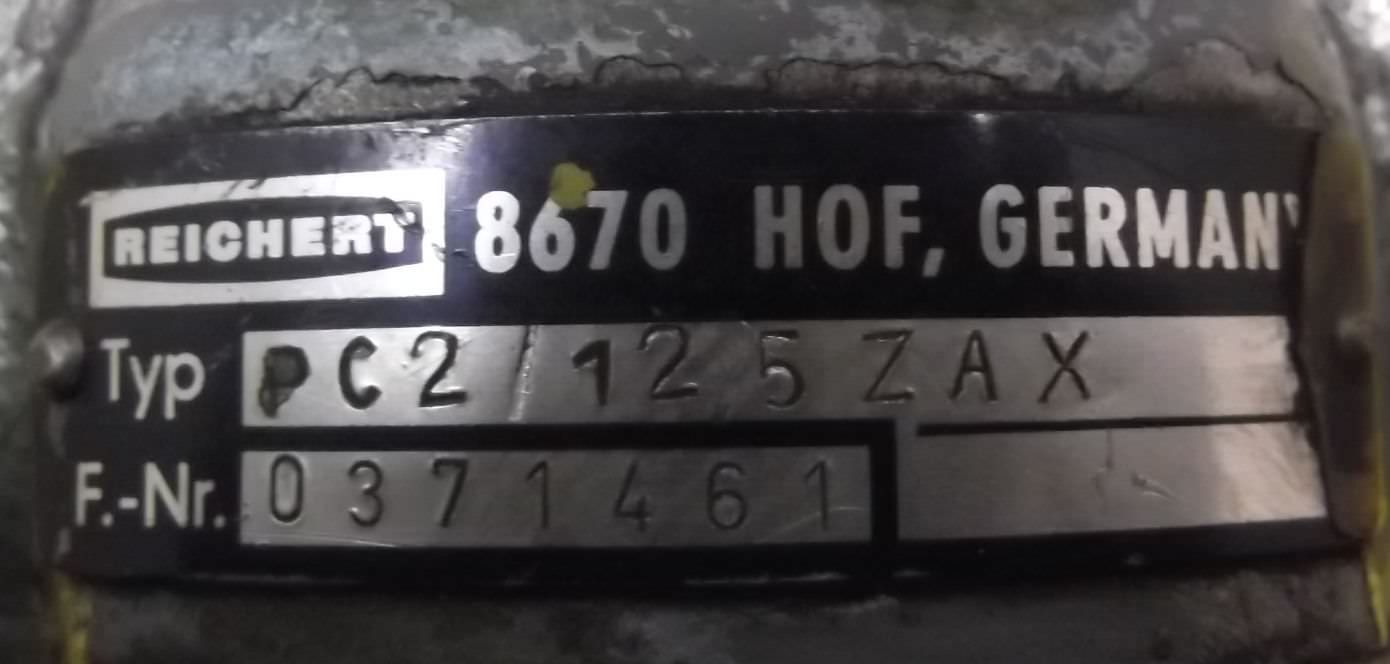 REICHERT 8670 HOF, GERMANY
Typ PC2/125ZAX
F.-Nr. 0371461